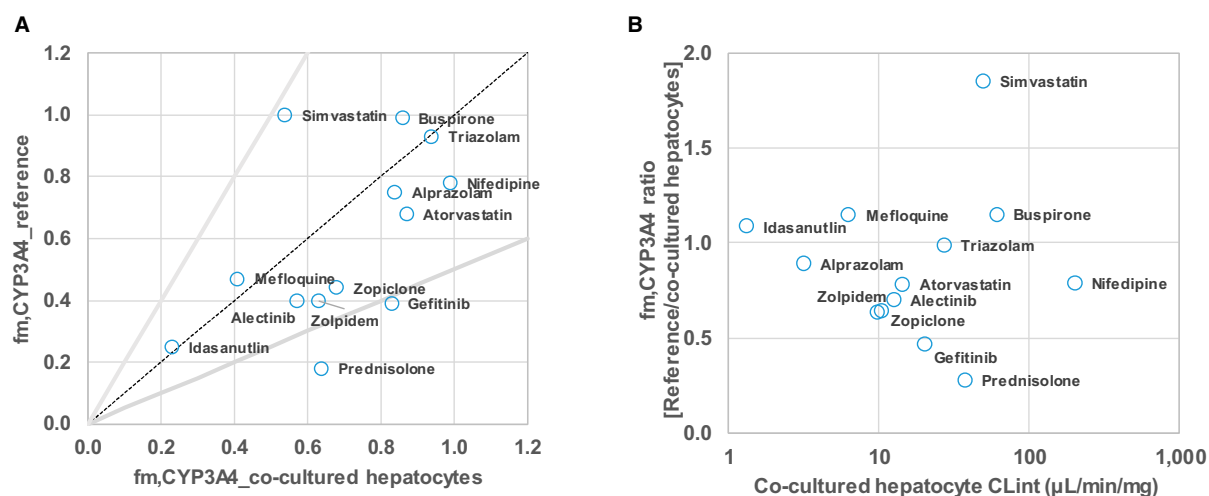 A
fm,CYP3A4_reference
1.2
1.0
0.8
0.6
0.4
0.2
0.0
Simvastatin
Buspirone
Triazolam
Nifedipine
Alprazolam
Atorvastatin
Mefloquine
Zopiclone
Gefitinib
Alectinib
Zolpidem
Idasanutlin
Prednisolone
0.0 0.2 0.4 0.6 0.8 1.0 1.2
fm,CYP3A4_co-cultured hepatocytes
B
fm,CYP3A4 ratio
[Reference/co-cultured hepatocytes]
2.0
1.5
1.0
0.5
0.0
Simvastatin
Mefloquine
Buspirone
Idasanutlin
Triazolam
Alprazolam
Nifedipine
Atorvastatin
Zolpidem
Alectinib
Zopiclone
Gefitinib
Prednisolone
1 10 100 1,000
Co-cultured hepatocyte CLint (µL/min/mg)